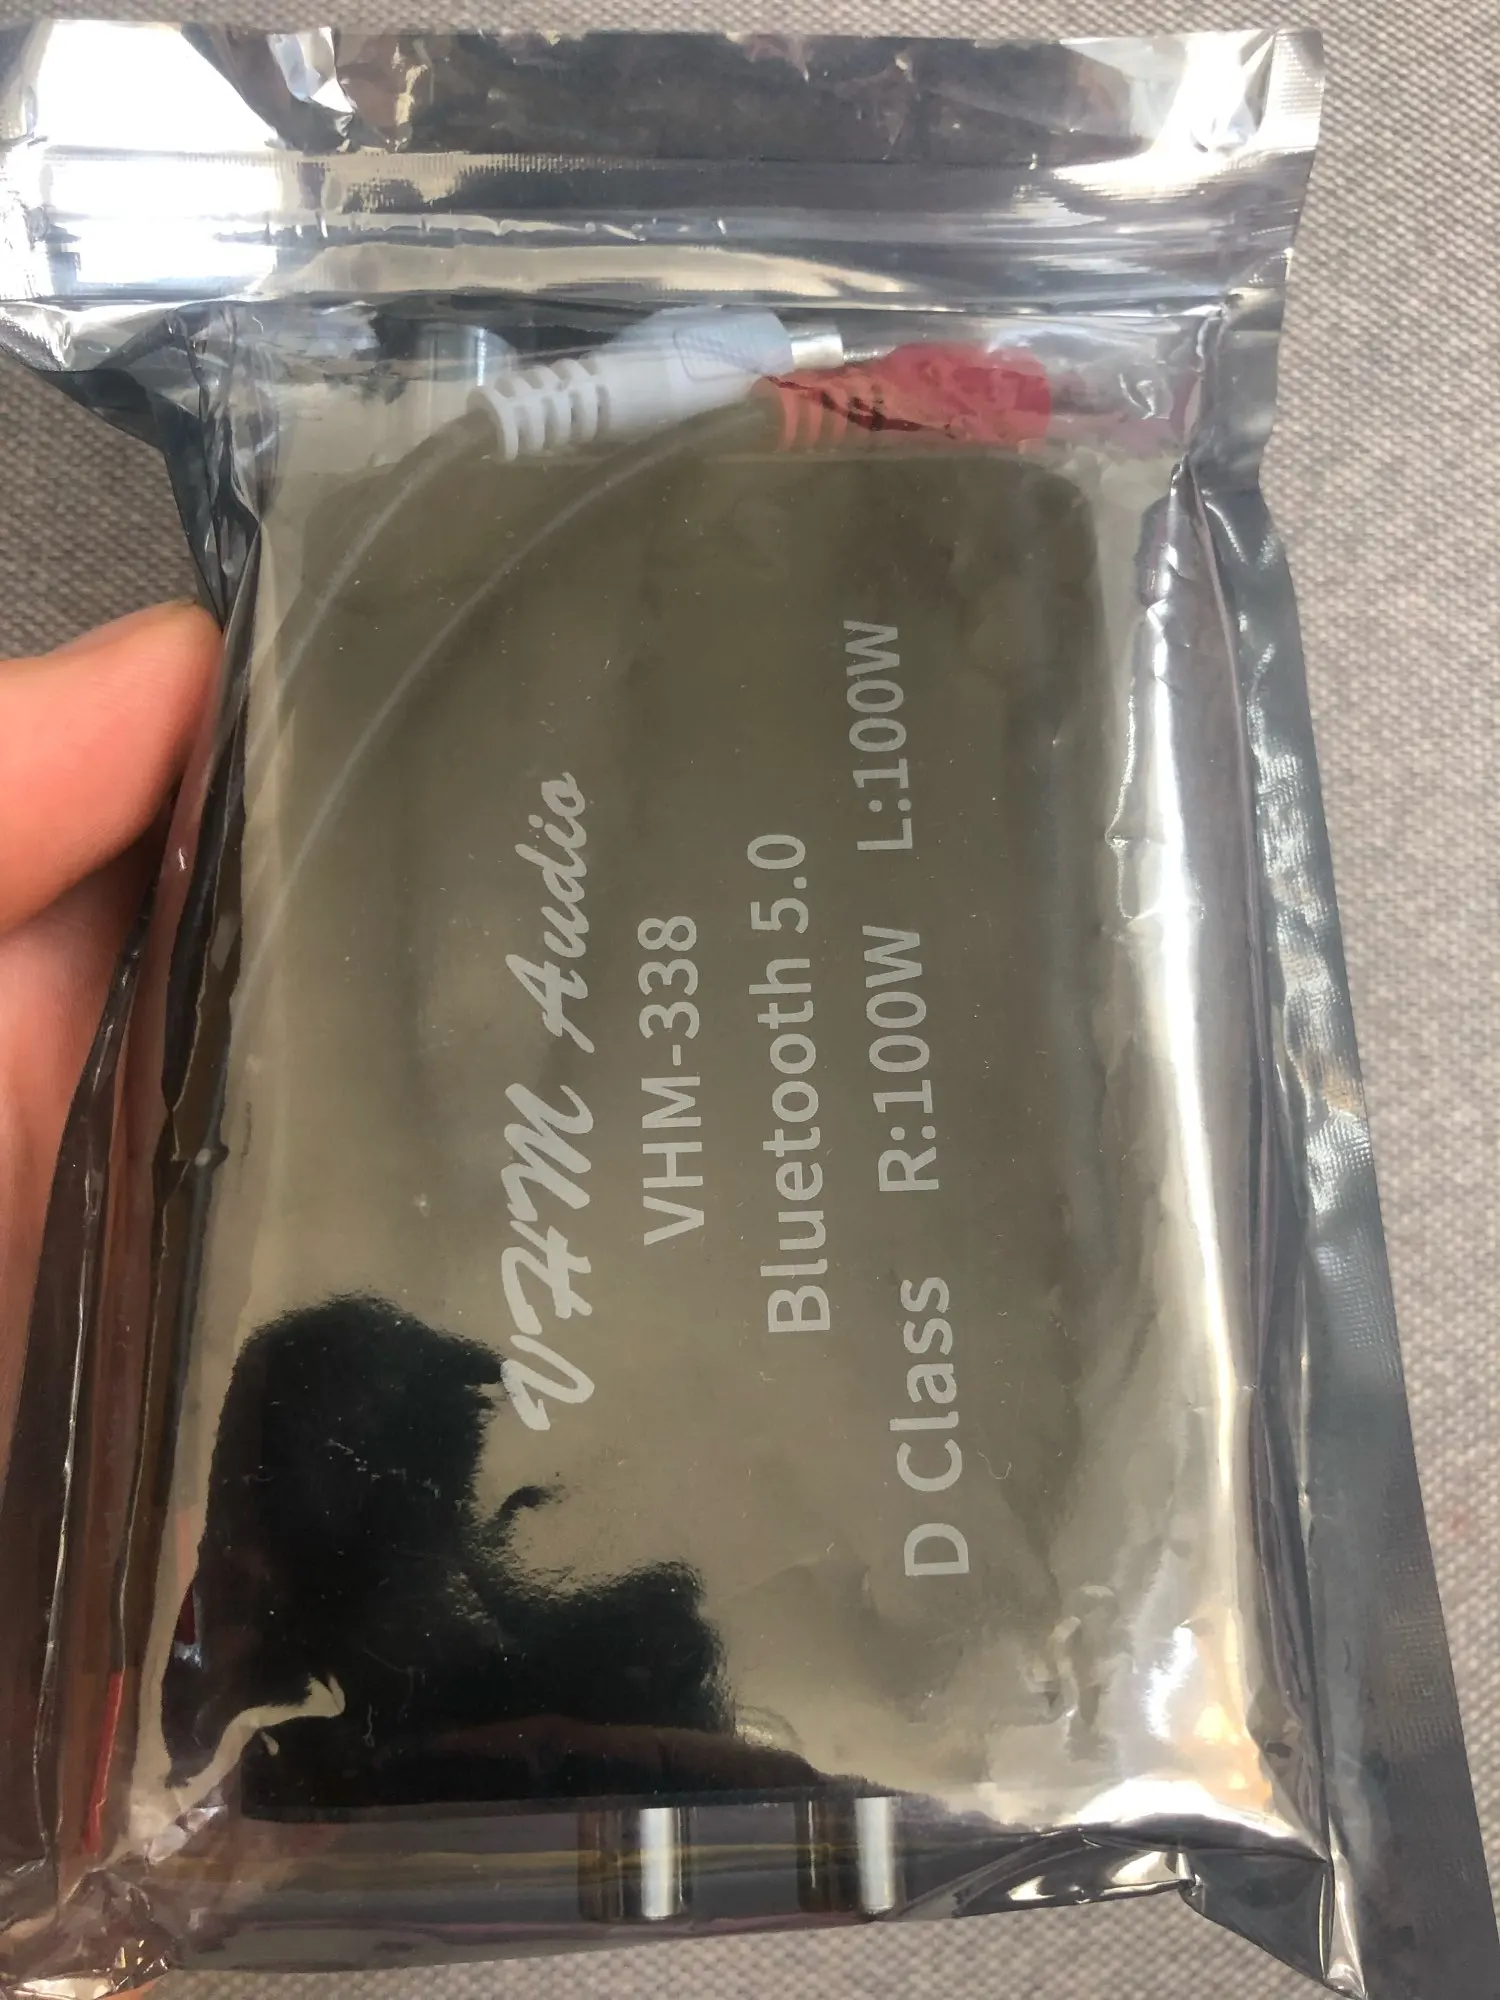 VHM Audio
VHM-338
Bluetooth 5.0
D Class R:100W L:100W